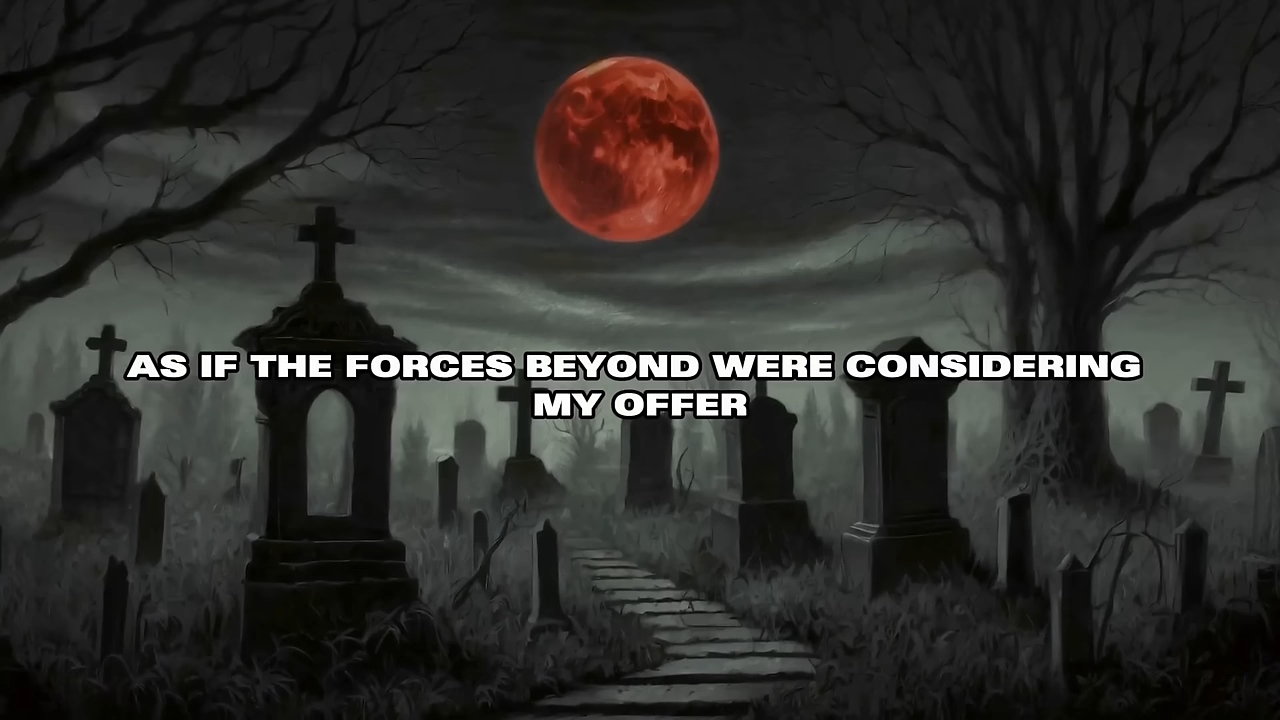 AS IF THE FORCES BEYOND WERE CONSIDERING
MY OFFER